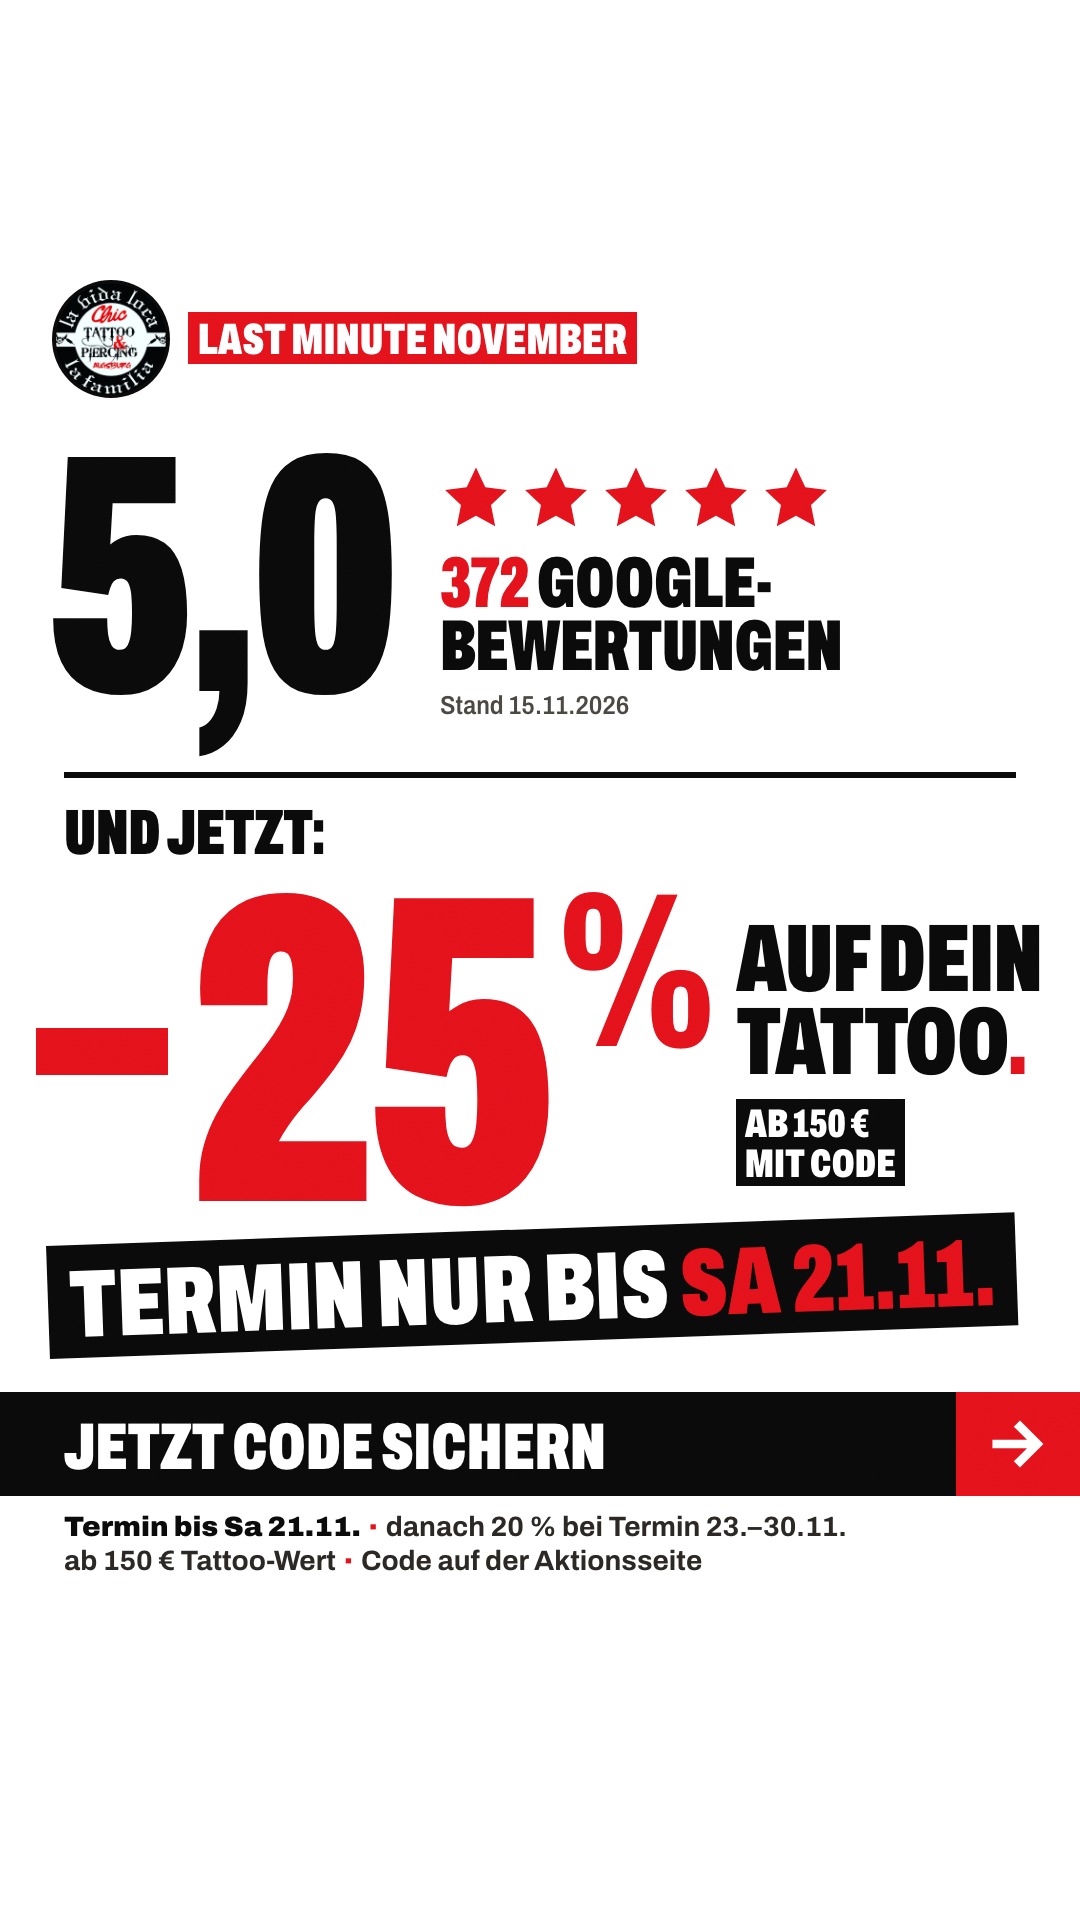 la vida loca
Chic
TATTOO
&
PIERCING
AUGSBURG
la familia
LAST MINUTE NOVEMBER
5,0
372 GOOGLE-
BEWERTUNGEN
Stand 15.11.2026
UND JETZT:
–25%
AUF DEIN
TATTOO.
AB 150 €
MIT CODE
TERMIN NUR BIS SA 21.11.
JETZT CODE SICHERN
Termin bis Sa 21.11. · danach 20 % bei Termin 23.–30.11.
ab 150 € Tattoo-Wert · Code auf der Aktionsseite